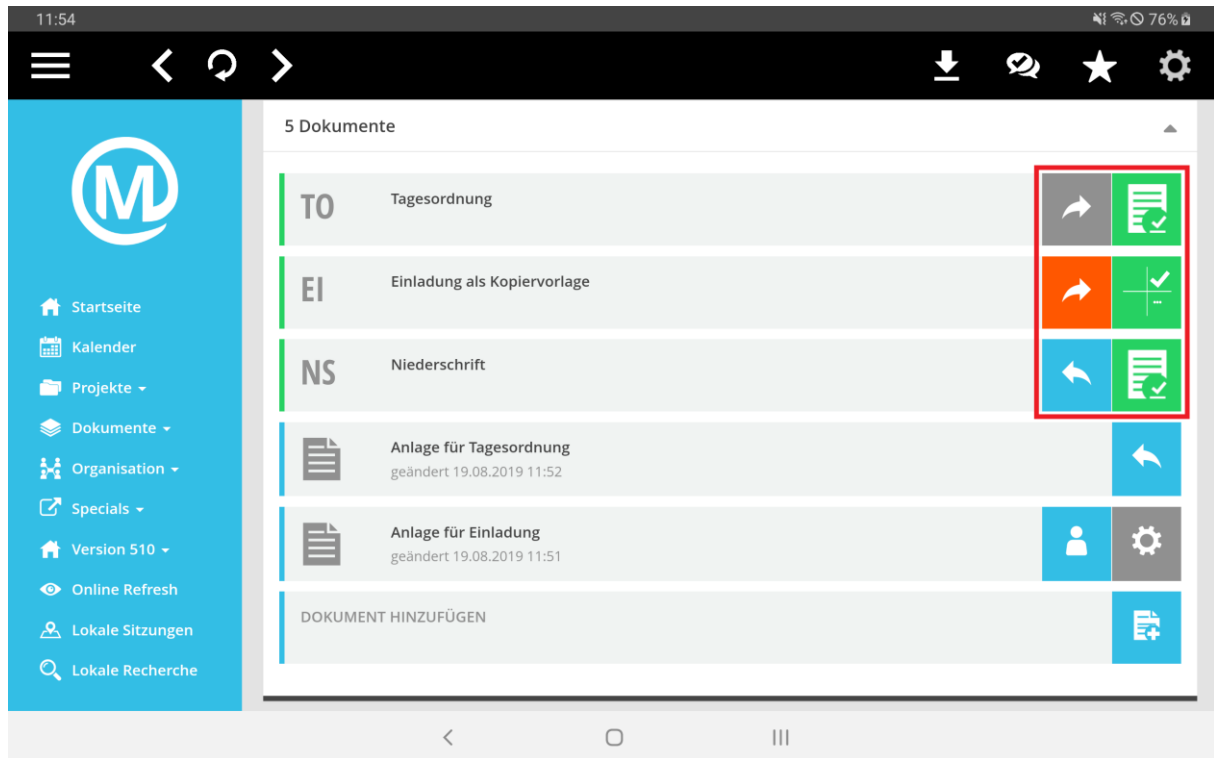 11:54
76%
M
5 Dokumente
TO
Tagesordnung
EI
Einladung als Kopiervorlage
NS
Niederschrift
Anlage für Tagesordnung
geändert 19.08.2019 11:52
Anlage für Einladung
geändert 19.08.2019 11:51
DOKUMENT HINZUFÜGEN
Startseite
Kalender
Projekte
Dokumente
Organisation
Specials
Version 510
Online Refresh
Lokale Sitzungen
Lokale Recherche